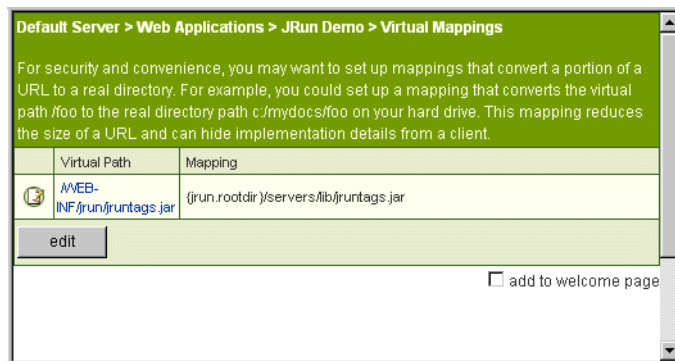 Default Server > Web Applications > JRun Demo > Virtual Mappings
For security and convenience, you may want to set up mappings that convert a portion of a
URL to a real directory. For example, you could set up a mapping that converts the virtual
path /foo to the real directory path c:/mydocs/foo on your hard drive. This mapping reduces
the size of a URL and can hide implementation details from a client.
Virtual Path Mapping
/WEB-
INF/jrun/jruntags.jar {jrun.rootdir}/servers/lib/jruntags.jar
edit
add to welcome page